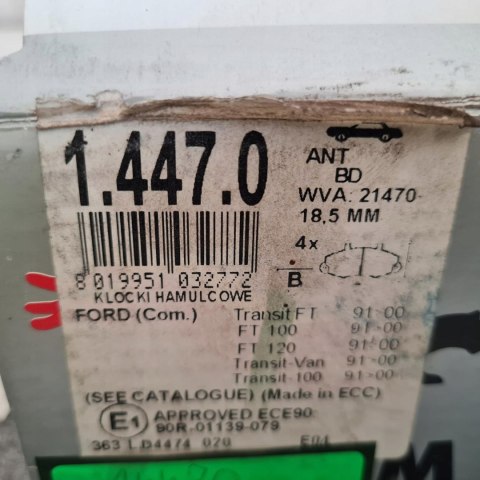 1.447.0
ANT.
BD
WVA: 21470-
18,5 MM
4x
B
8 019951 032772
KLOCKI HAMULCOWE
FORD (Com.)
Transit FT 91-00
FT 100 91-00
FT 120 91-00
Transit-Van 91-00
Transit-100 91-00
(SEE CATALOGUE) (Made in ECC)
E1 APPROVED ECE90:
90R-01139-079
363 LD4474 020 E04
M